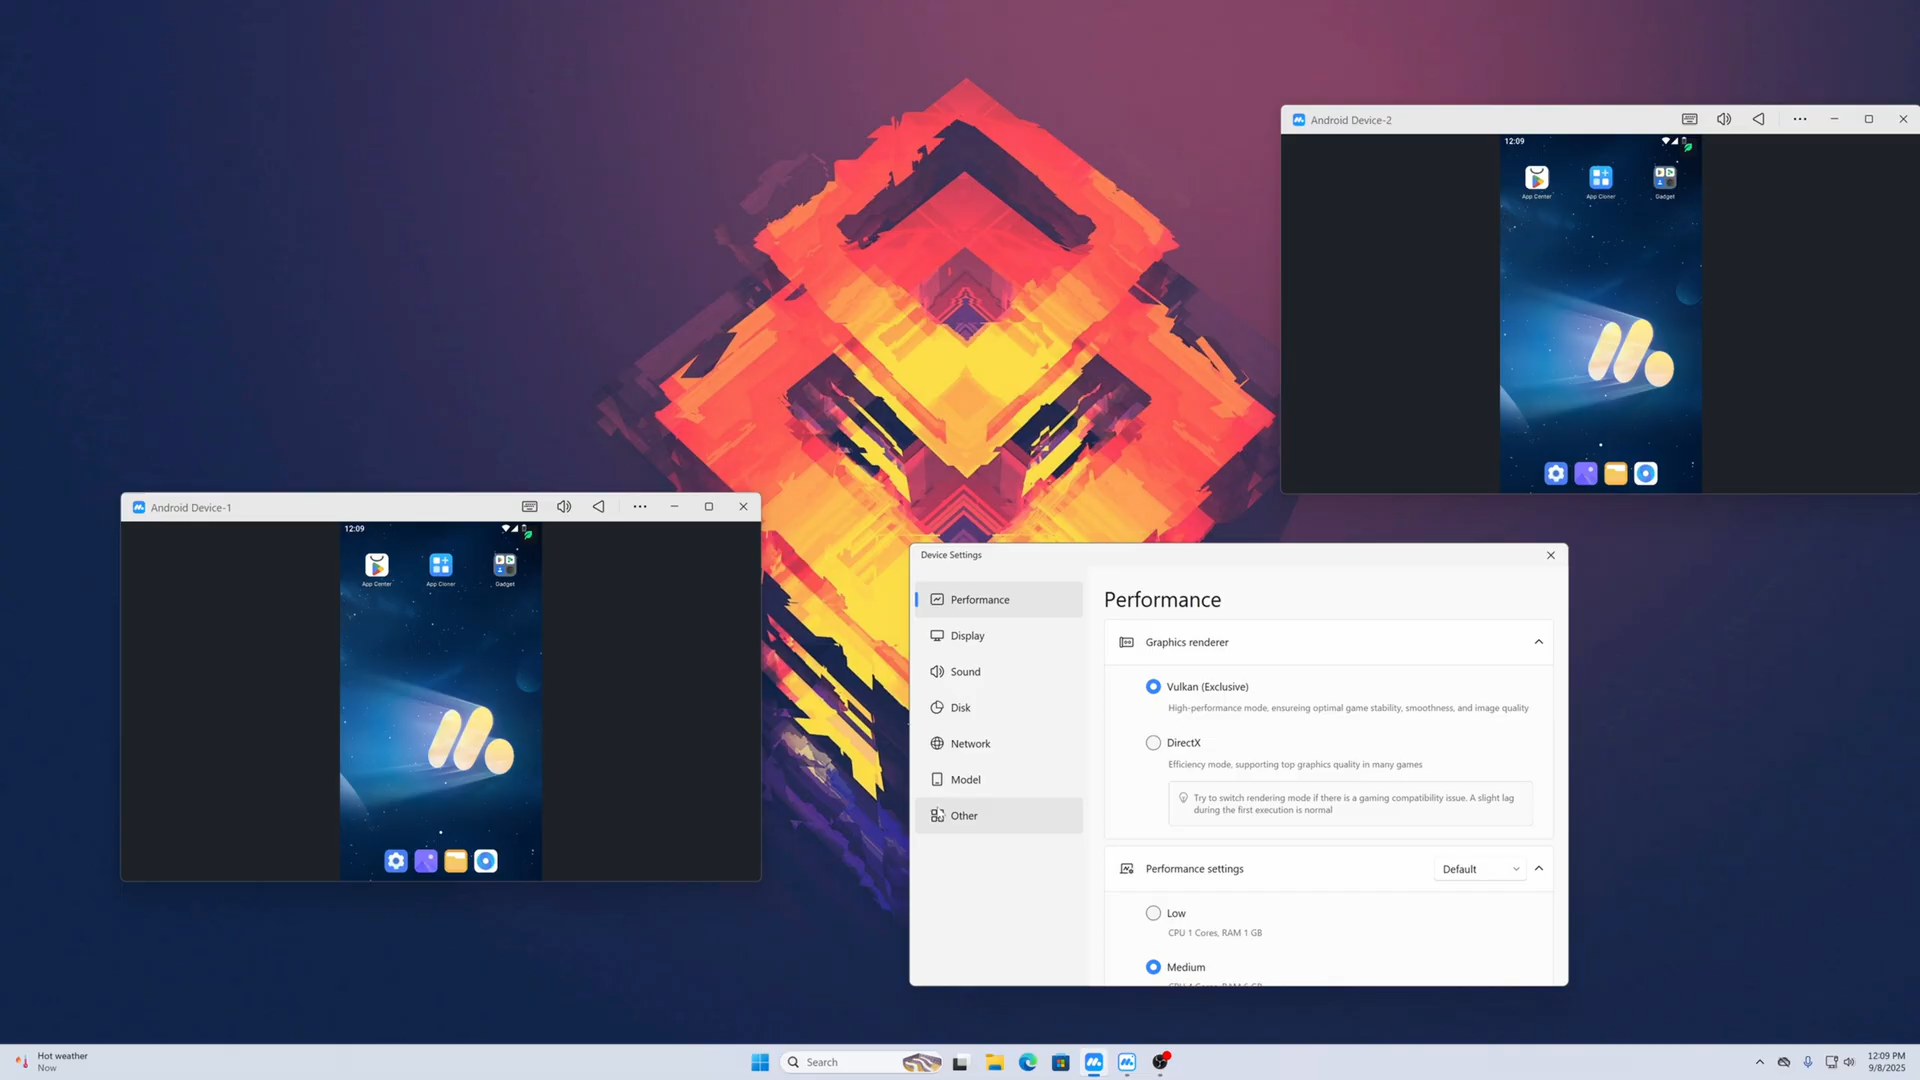 Android Device-2
12:09
App Center
App Cloner
Gadget
Android Device-1
12:09
App Center
App Cloner
Gadget
Device Settings
Performance
Display
Sound
Disk
Network
Model
Other
Performance
Graphics renderer
Vulkan (Exclusive)
High-performance mode, ensureing optimal game stability, smoothness, and image quality
DirectX
Efficiency mode, supporting top graphics quality in many games
Try to switch rendering mode if there is a gaming compatibility issue. A slight lag
during the first execution is normal
Performance settings
Default
Low
CPU 1 Cores, RAM 1 GB
Medium
Hot weather
Now
Search
12:09 PM
9/8/2025